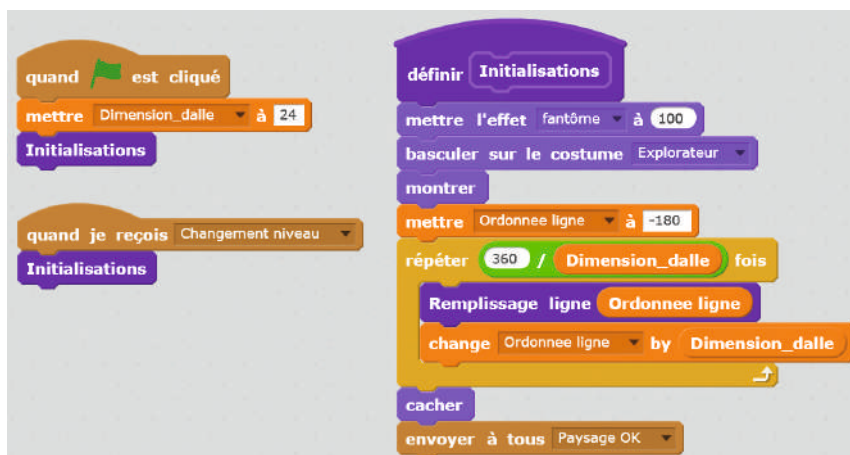 quand est cliqué
mettre Dimension_dalle à 24
Initialisations
quand je reçois Changement niveau
Initialisations
définir Initialisations
mettre l'effet fantôme à 100
basculer sur le costume Explorateur
montrer
mettre Ordonnee ligne à -180
répéter 360 / Dimension_dalle fois
Remplissage ligne Ordonnee ligne
change Ordonnee ligne by Dimension_dalle
cacher
envoyer à tous Paysage OK